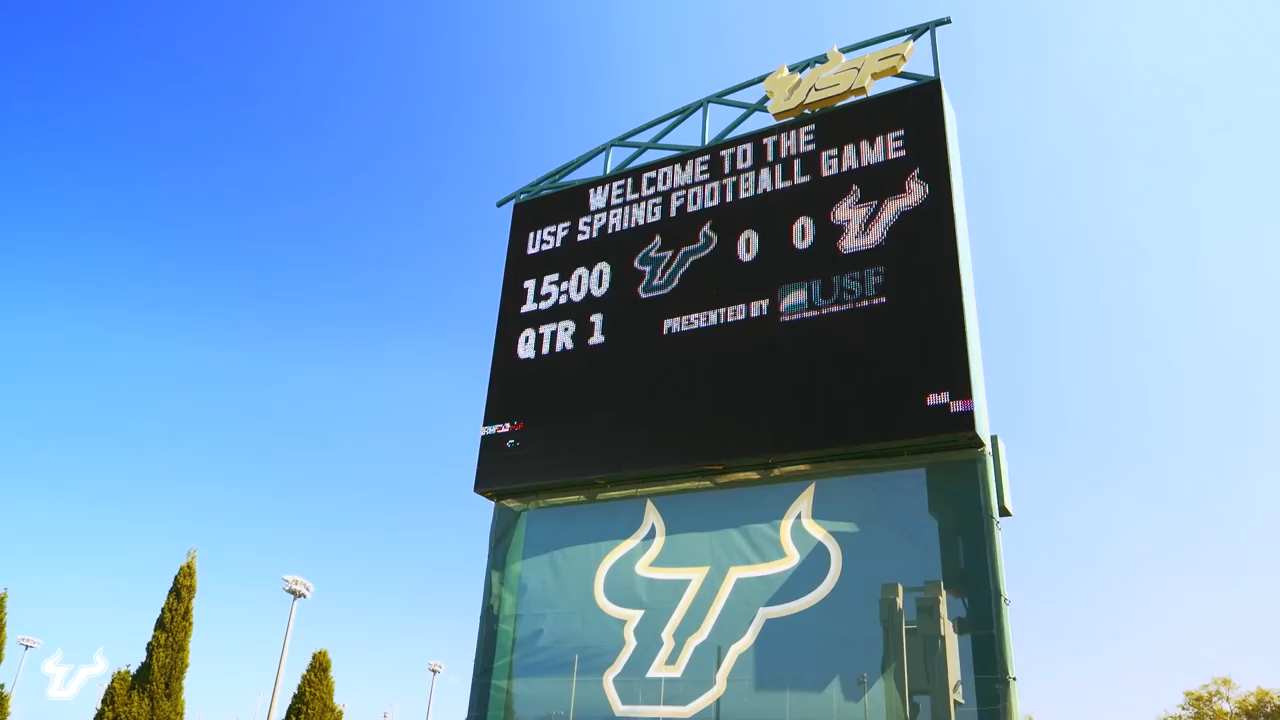 USF
WELCOME TO THE
USF SPRING FOOTBALL GAME
0 0
15:00
QTR 1
PRESENTED BY USF